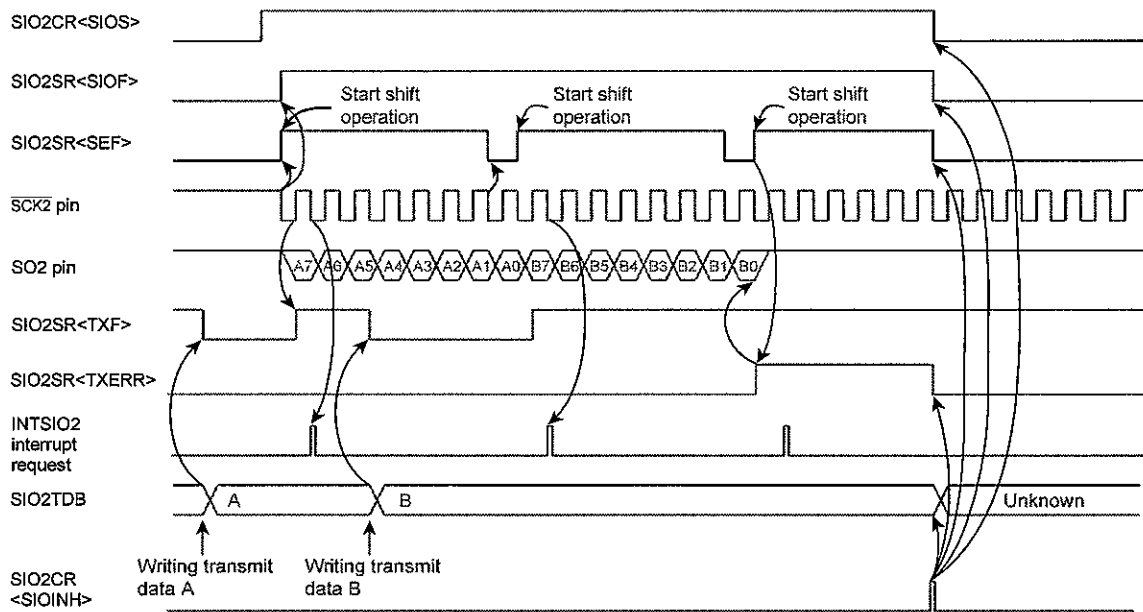 SIO2CR<SIOS>
SIO2SR<SIOF>
Start shift
operation
Start shift
operation
Start shift
operation
SIO2SR<SEF>
SCK2 pin
SO2 pin
A7 A6 A5 A4 A3 A2 A1 A0 B7 B6 B5 B4 B3 B2 B1 B0
SIO2SR<TXF>
SIO2SR<TXERR>
INTSIO2
interrupt
request
SIO2TDB
A
B
Unknown
Writing transmit
data A
Writing transmit
data B
SIO2CR
<SIOINH>